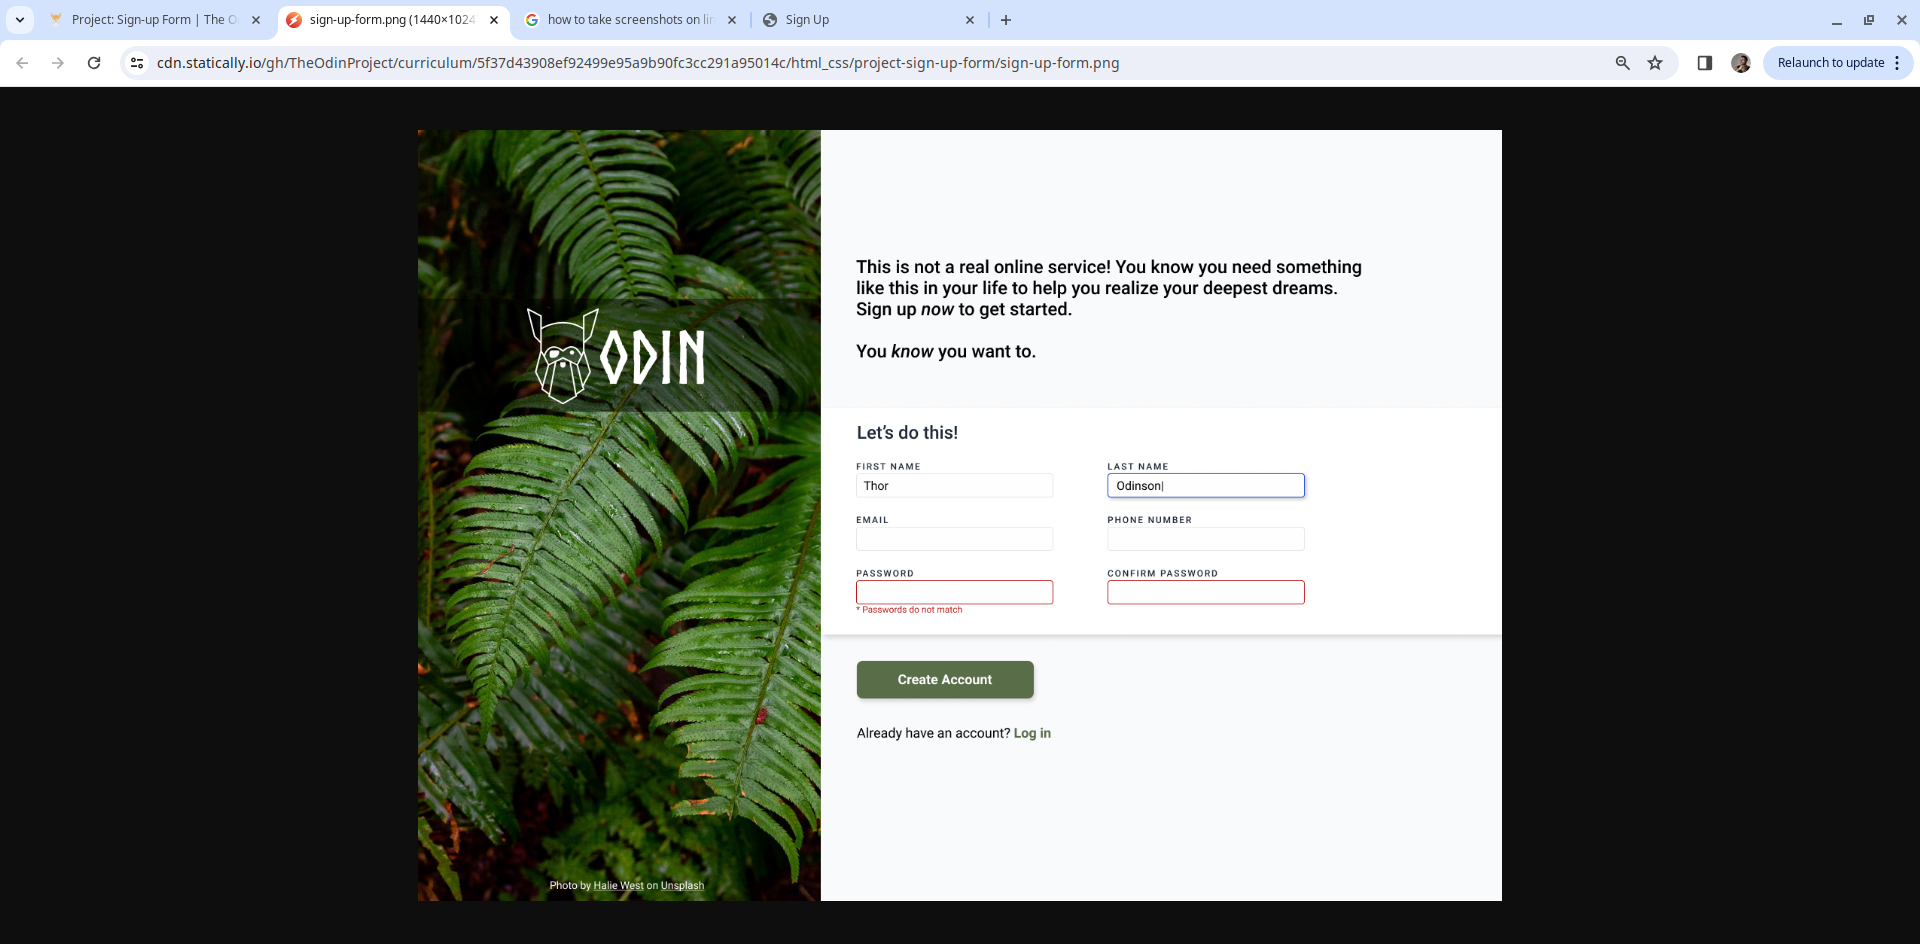 Project: Sign-up Form | The O
sign-up-form.png (1440×1024
how to take screenshots on lin
Sign Up
cdn.statically.io/gh/TheOdinProject/curriculum/5f37d43908ef92499e95a9b90fc3cc291a95014c/html_css/project-sign-up-form/sign-up-form.png
Relaunch to update
ODIN
Photo by Halie West on Unsplash
This is not a real online service! You know you need something
like this in your life to help you realize your deepest dreams.
Sign up now to get started.
You know you want to.
Let's do this!
FIRST NAME
LAST NAME
Thor
Odinson
EMAIL
PHONE NUMBER
PASSWORD
CONFIRM PASSWORD
* Passwords do not match
Create Account
Already have an account? Log in